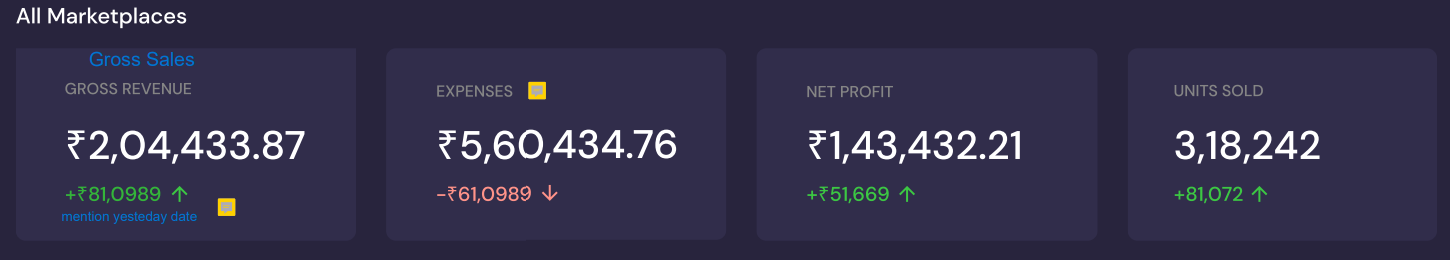 All Marketplaces
Gross Sales
GROSS REVENUE
₹2,04,433.87
+₹81,0989 ↑
mention yesteday date
EXPENSES
₹5,60,434.76
-₹61,0989 ↓
NET PROFIT
₹1,43,432.21
+₹51,669 ↑
UNITS SOLD
3,18,242
+81,072 ↑